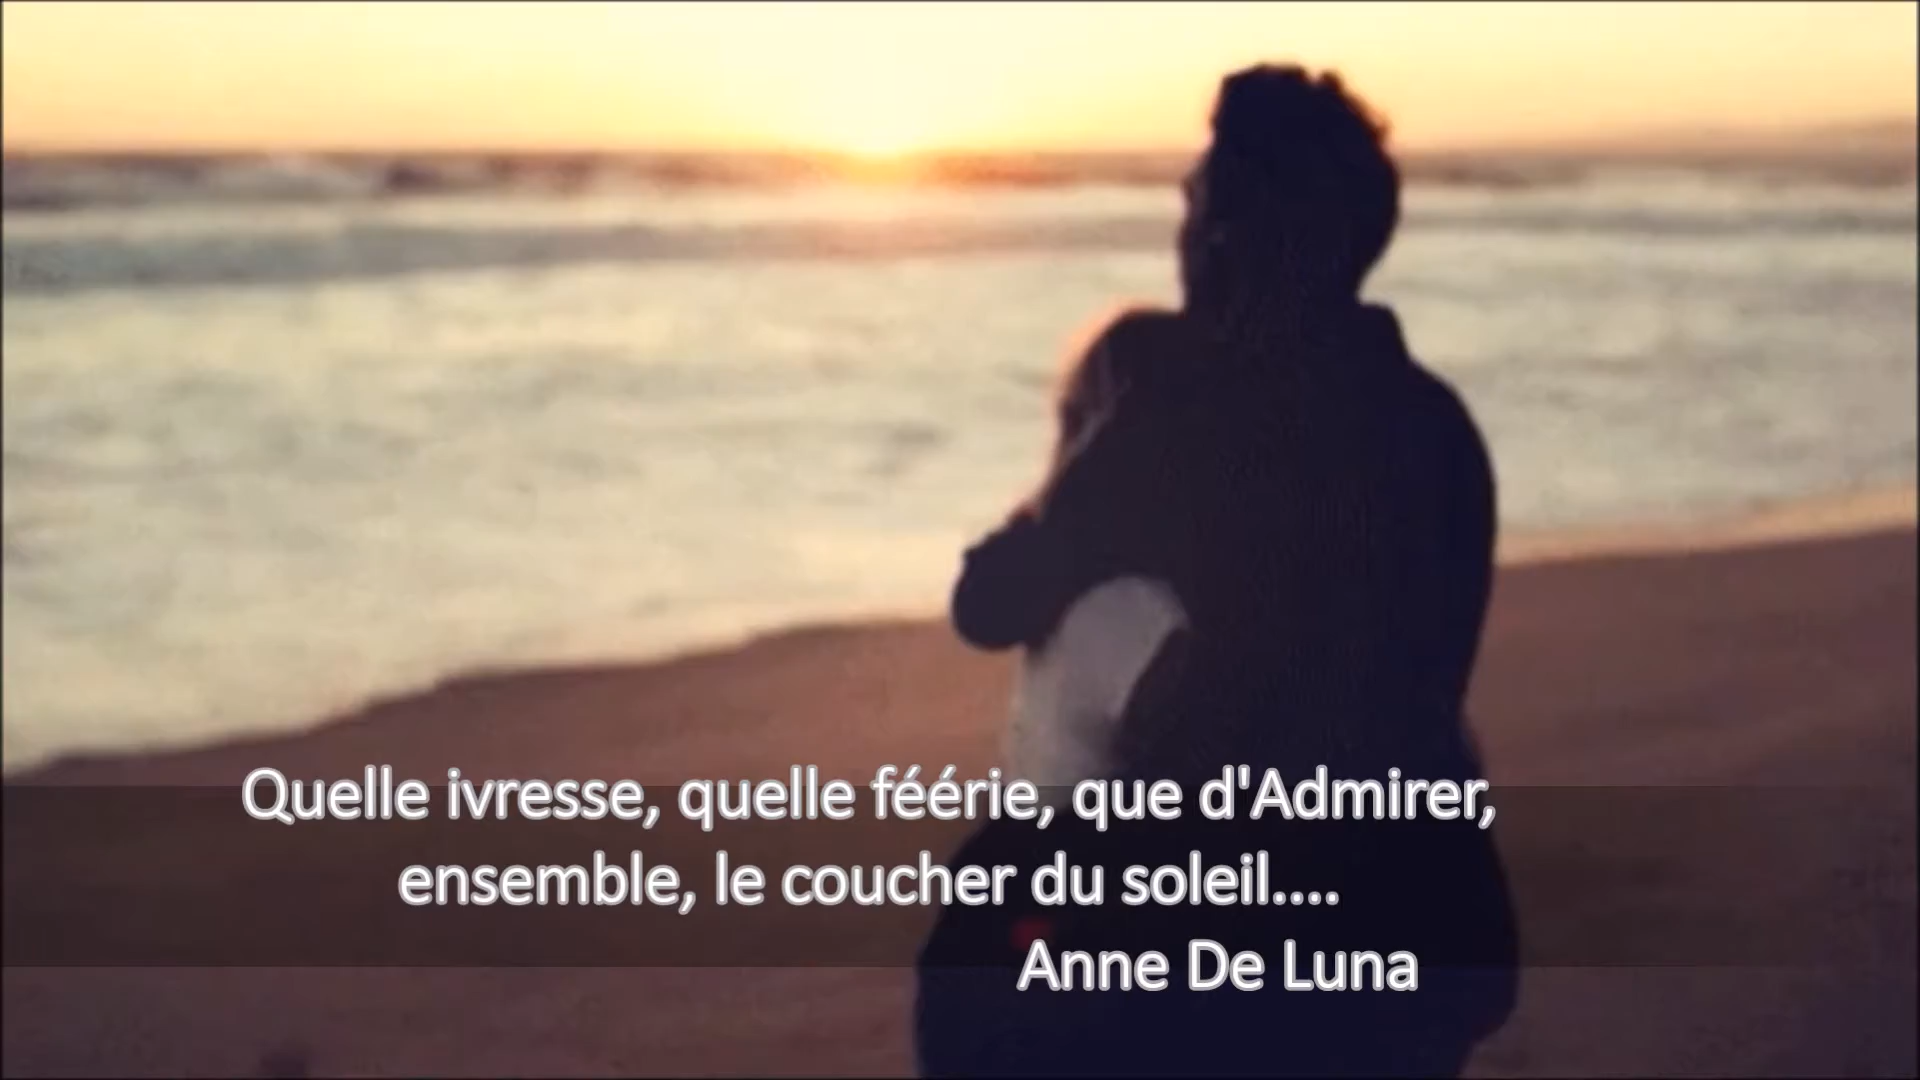 Quelle ivresse, quelle féérie, que d'Admirer,
ensemble, le coucher du soleil....
Anne De Luna